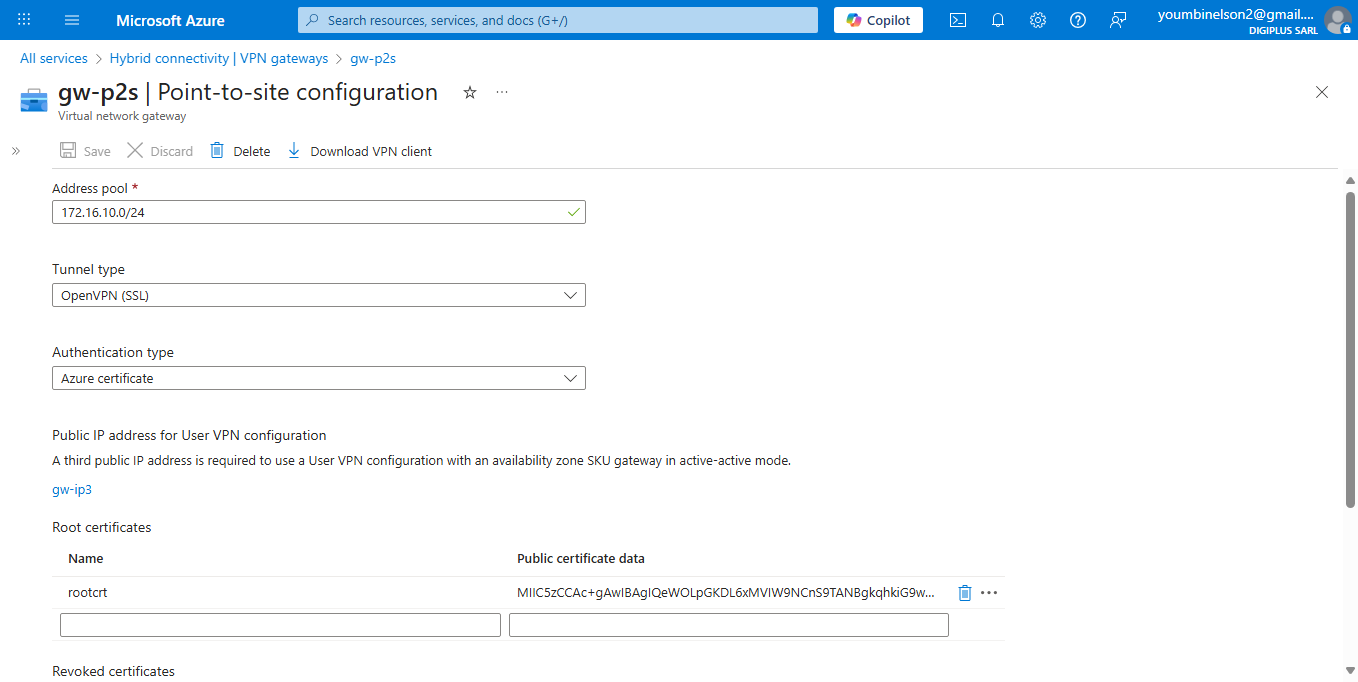 Microsoft Azure
Search resources, services, and docs (G+/)
Copilot
youmbinelson2@gmail....
DIGIPLUS SARL
All services > Hybrid connectivity | VPN gateways > gw-p2s
gw-p2s | Point-to-site configuration ...
Virtual network gateway
Save Discard Delete Download VPN client
Address pool *
172.16.10.0/24
Tunnel type
OpenVPN (SSL)
Authentication type
Azure certificate
Public IP address for User VPN configuration
A third public IP address is required to use a User VPN configuration with an availability zone SKU gateway in active-active mode.
gw-ip3
Root certificates
Name Public certificate data
rootcrt MIIC5zCCAc+gAwIBAgIQeWOLpGKDL6xMVIW9NCnS9TANBgkqhkiG9w...
Revoked certificates